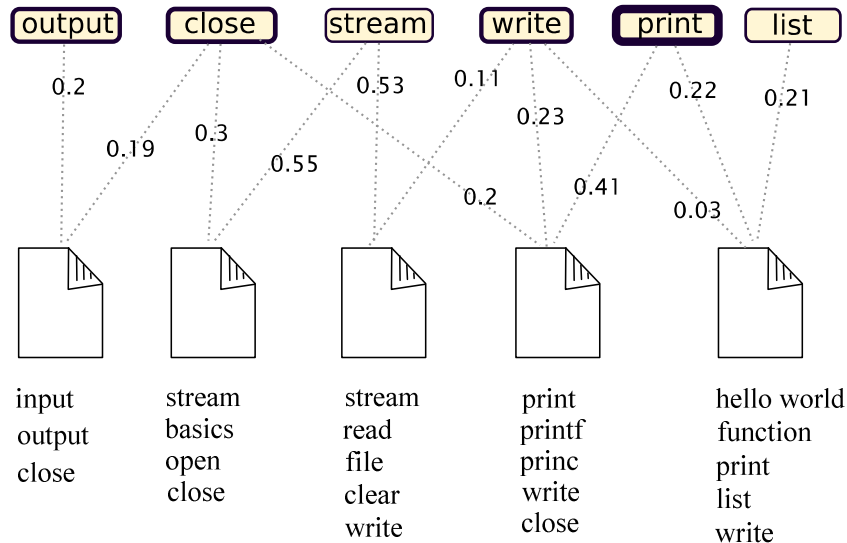 output close stream write print list
0.2 0.53 0.11 0.22 0.21
0.19 0.3 0.55 0.23 0.2 0.41 0.03
input
output
close
stream
basics
open
close
stream
read
file
clear
write
print
printf
princ
write
close
hello world
function
print
list
write